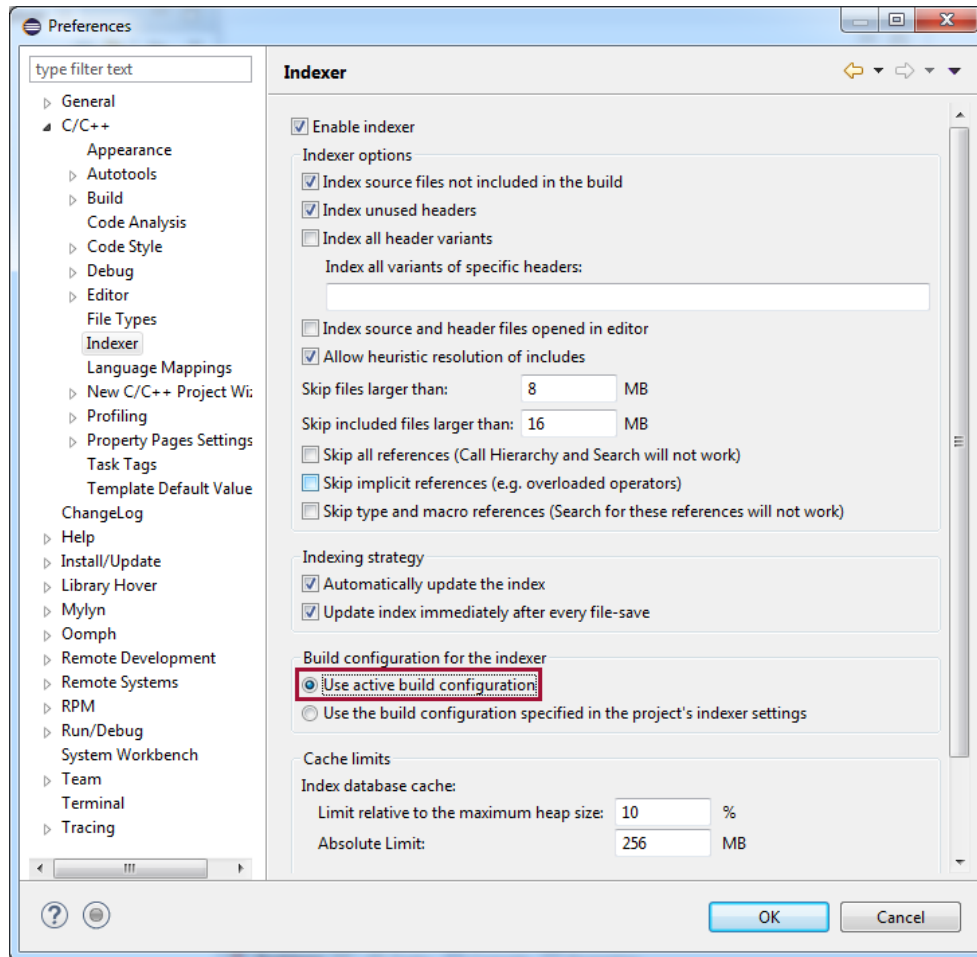 Preferences
type filter text
General
C/C++
Appearance
Autotools
Build
Code Analysis
Code Style
Debug
Editor
File Types
Indexer
Language Mappings
New C/C++ Project Wi:
Profiling
Property Pages Settings
Task Tags
Template Default Value
ChangeLog
Help
Install/Update
Library Hover
Mylyn
Oomph
Remote Development
Remote Systems
RPM
Run/Debug
System Workbench
Team
Terminal
Tracing
Indexer
Enable indexer
Indexer options
Index source files not included in the build
Index unused headers
Index all header variants
Index all variants of specific headers:
Index source and header files opened in editor
Allow heuristic resolution of includes
Skip files larger than: 8 MB
Skip included files larger than: 16 MB
Skip all references (Call Hierarchy and Search will not work)
Skip implicit references (e.g. overloaded operators)
Skip type and macro references (Search for these references will not work)
Indexing strategy
Automatically update the index
Update index immediately after every file-save
Build configuration for the indexer
Use active build configuration
Use the build configuration specified in the project's indexer settings
Cache limits
Index database cache:
Limit relative to the maximum heap size: 10 %
Absolute Limit: 256 MB
OK Cancel